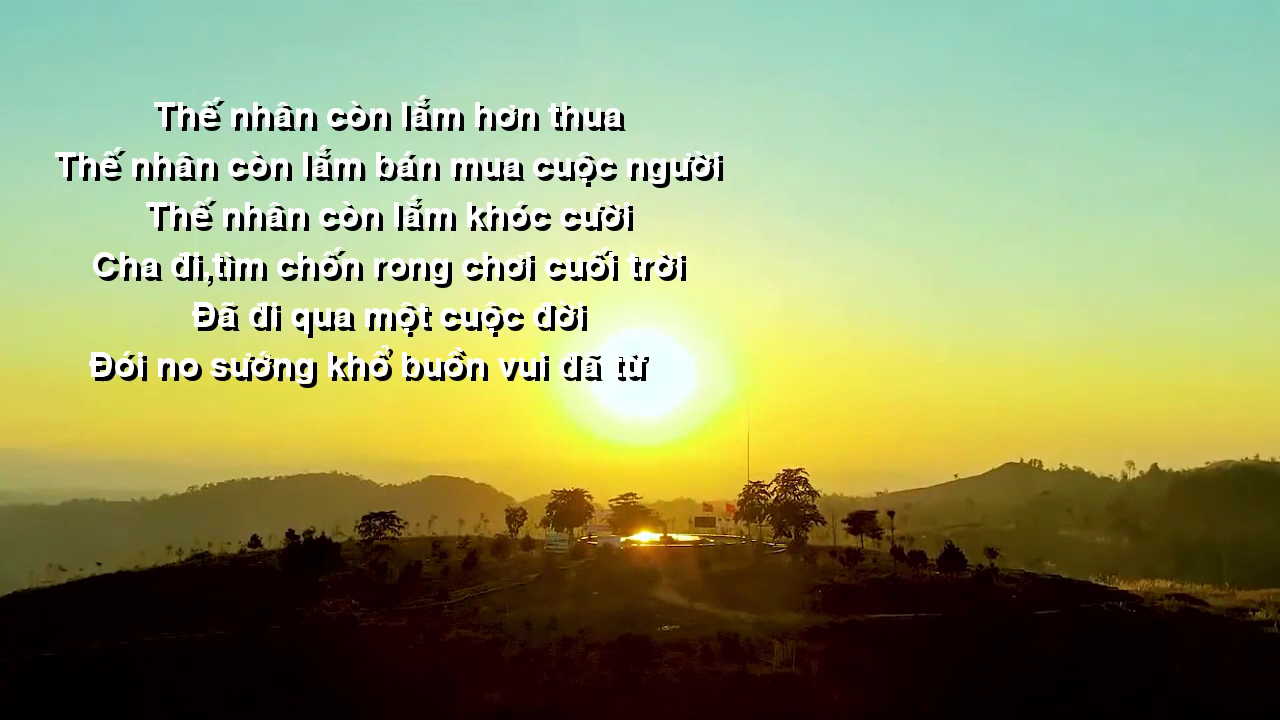 Thế nhân còn lắm hơn thua
Thế nhân còn lắm bán mua cuộc người
Thế nhân còn lắm khóc cười
Cha đi,tìm chốn rong chơi cuối trời
Đã đi qua một cuộc đời
Đói no sướng khổ buồn vui đã từ